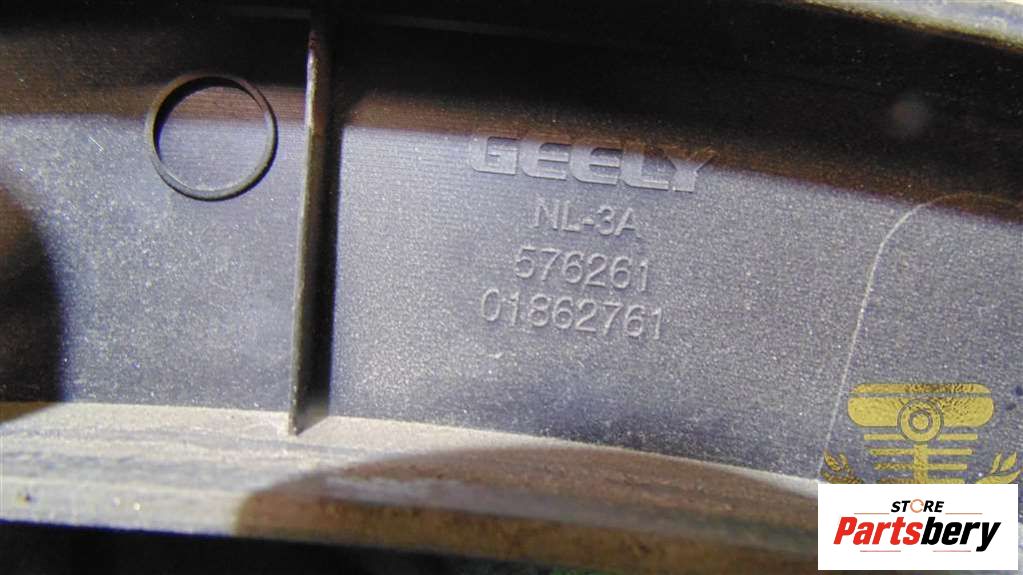 GEELY
NL-3A
576261
01862761
STORE
Partsbery